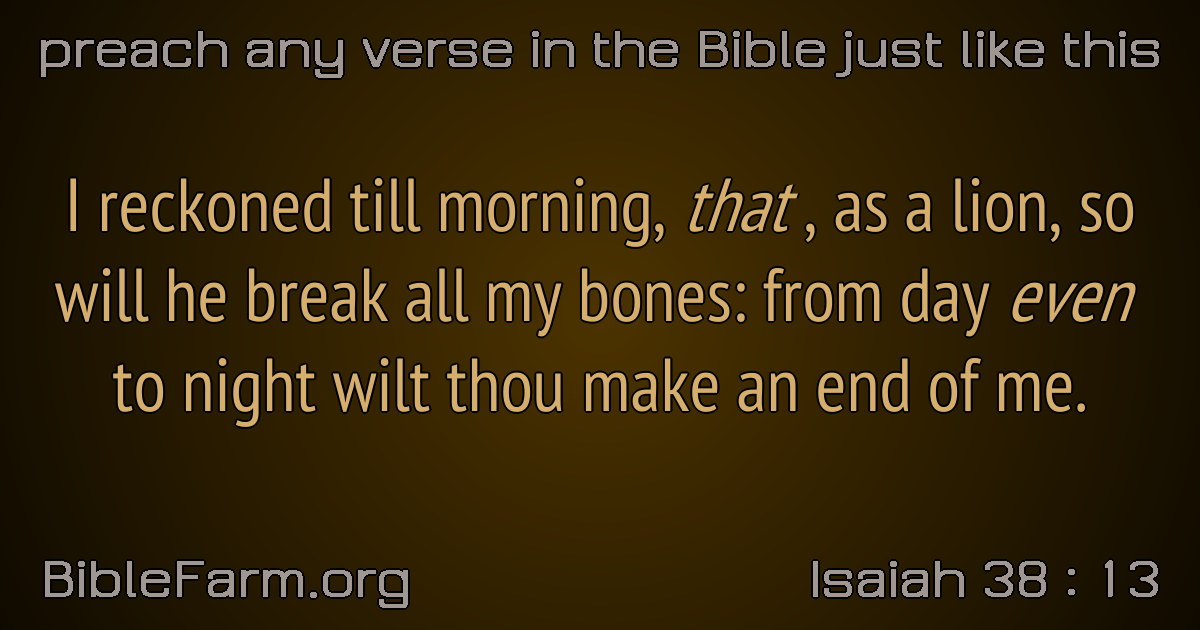 preach any verse in the Bible just like this
I reckoned till morning, that , as a lion, so
will he break all my bones: from day even
to night wilt thou make an end of me.
BibleFarm.org
Isaiah 38 : 13